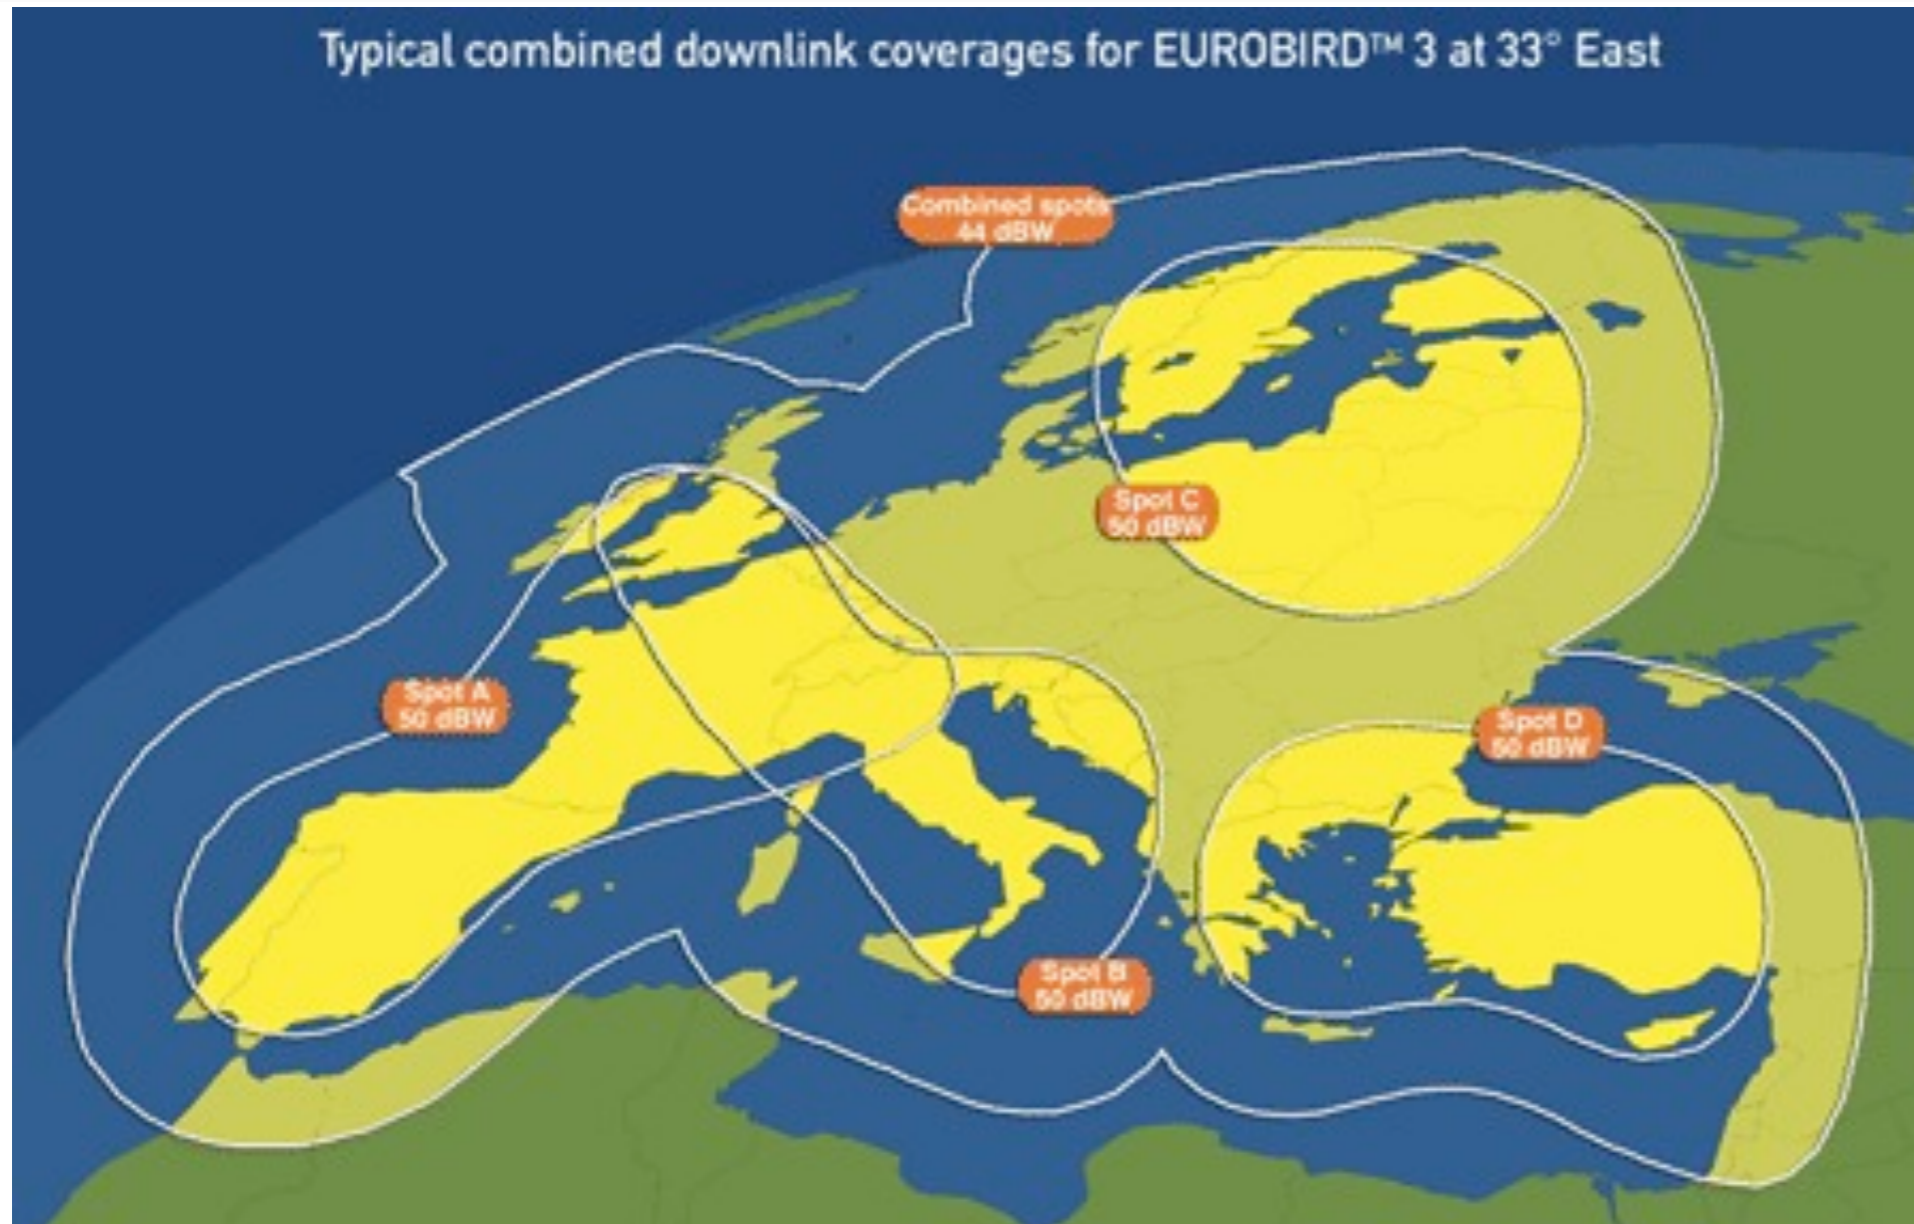 Typical combined downlink coverages for EUROBIRD™ 3 at 33° East
Combined spots
44 dBW
Spot C
50 dBW
Spot A
50 dBW
Spot D
50 dBW
Spot B
50 dBW